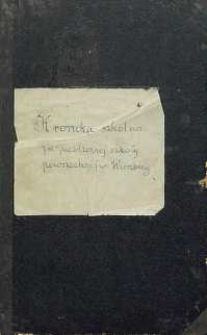 Kronika szkolna
publicznej szkoły
powszechnej w